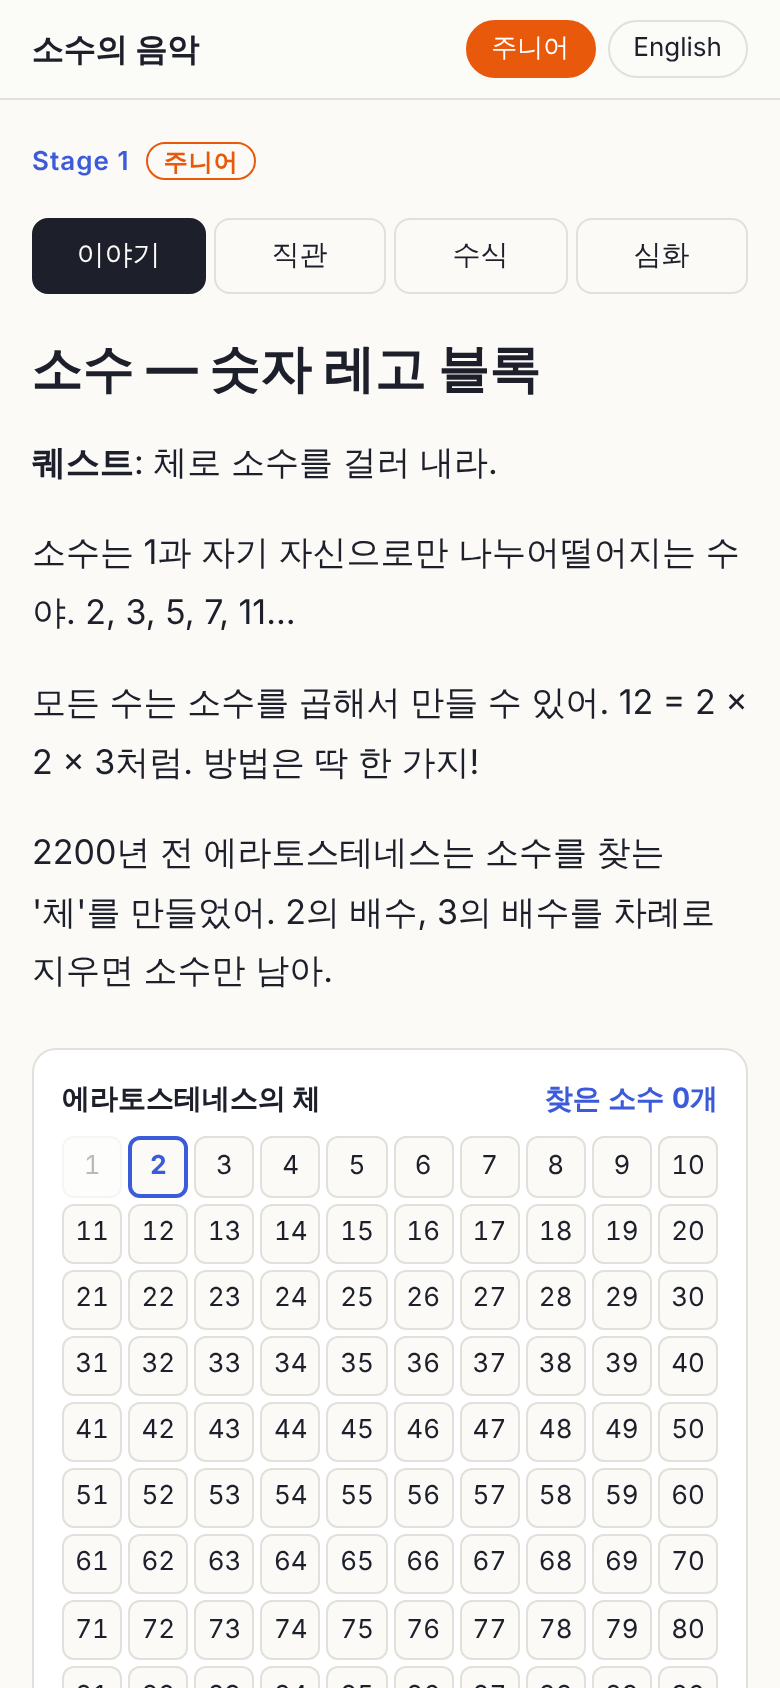 소수의 음악
주니어
English
Stage 1
주니어
이야기
직관
수식
심화
소수 — 숫자 레고 블록
퀘스트: 체로 소수를 걸러 내라.
소수는 1과 자기 자신으로만 나누어떨어지는 수
야. 2, 3, 5, 7, 11…
모든 수는 소수를 곱해서 만들 수 있어. 12 = 2 ×
2 × 3처럼. 방법은 딱 한 가지!
2200년 전 에라토스테네스는 소수를 찾는
'체'를 만들었어. 2의 배수, 3의 배수를 차례로
지우면 소수만 남아.
에라토스테네스의 체
찾은 소수 0개
1 2 3 4 5 6 7 8 9 10
11 12 13 14 15 16 17 18 19 20
21 22 23 24 25 26 27 28 29 30
31 32 33 34 35 36 37 38 39 40
41 42 43 44 45 46 47 48 49 50
51 52 53 54 55 56 57 58 59 60
61 62 63 64 65 66 67 68 69 70
71 72 73 74 75 76 77 78 79 80